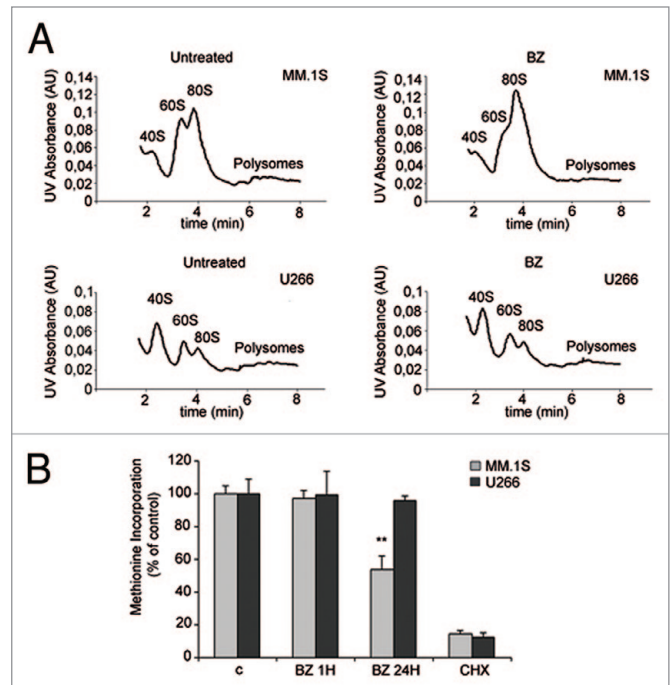 A
Untreated
MM.1S
UV Absorbance (AU)
0,14
0,12
0,1
0,08
0,06
0,04
0,02
0
40S
60S
80S
Polysomes
2 4 6 8
time (min)
BZ
MM.1S
UV Absorbance (AU)
0,14
0,12
0,1
0,08
0,06
0,04
0,02
0
40S
60S
80S
Polysomes
2 4 6 8
time (min)
Untreated
U266
UV Absorbance (AU)
0,1
0,08
0,06
0,04
0,02
0
40S
60S
80S
Polysomes
2 4 6 8
time (min)
BZ
U266
UV Absorbance (AU)
0,1
0,08
0,06
0,04
0,02
0
40S
60S
80S
Polysomes
2 4 6 8
time (min)
B
Methionine Incorporation
(% of control)
120
100
80
60
40
20
0
MM.1S
U266
**
c BZ 1H BZ 24H CHX